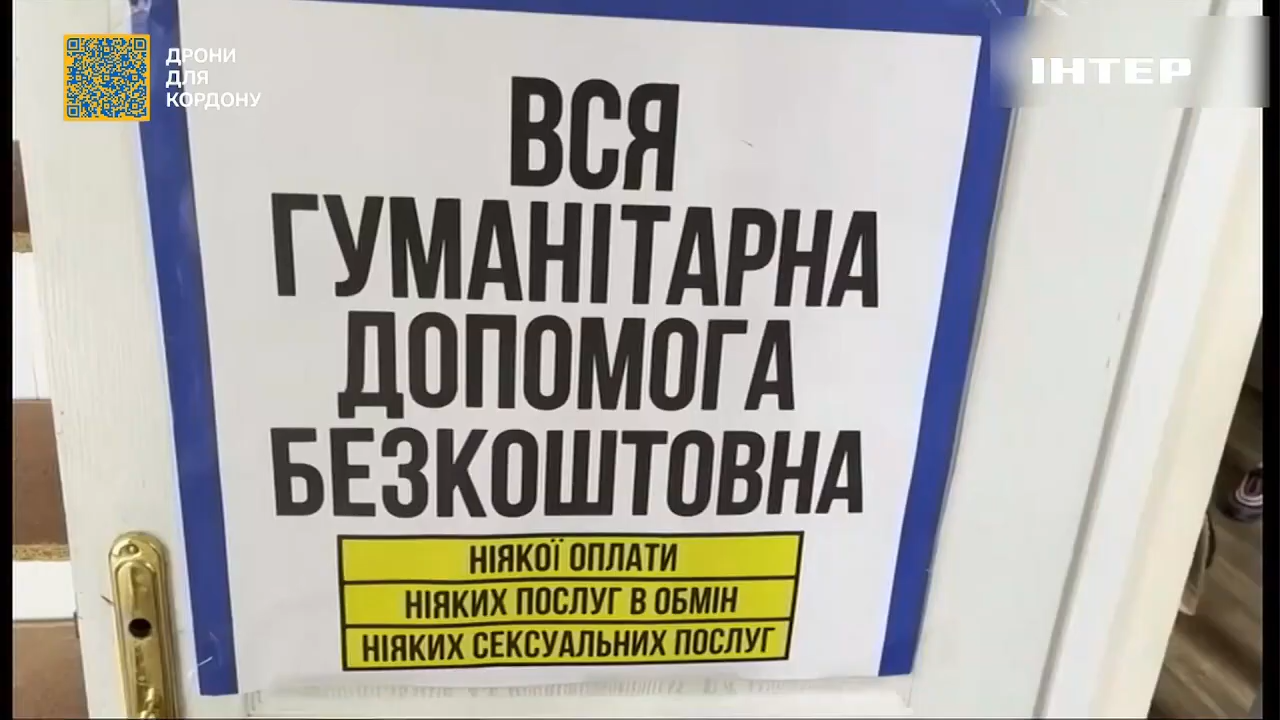 ДРОНИ
ДЛЯ
КОРДОНУ
ІНТЕР
ВСЯ
ГУМАНІТАРНА
ДОПОМОГА
БЕЗКОШТОВНА
НІЯКОЇ ОПЛАТИ
НІЯКИХ ПОСЛУГ В ОБМІН
НІЯКИХ СЕКСУАЛЬНИХ ПОСЛУГ